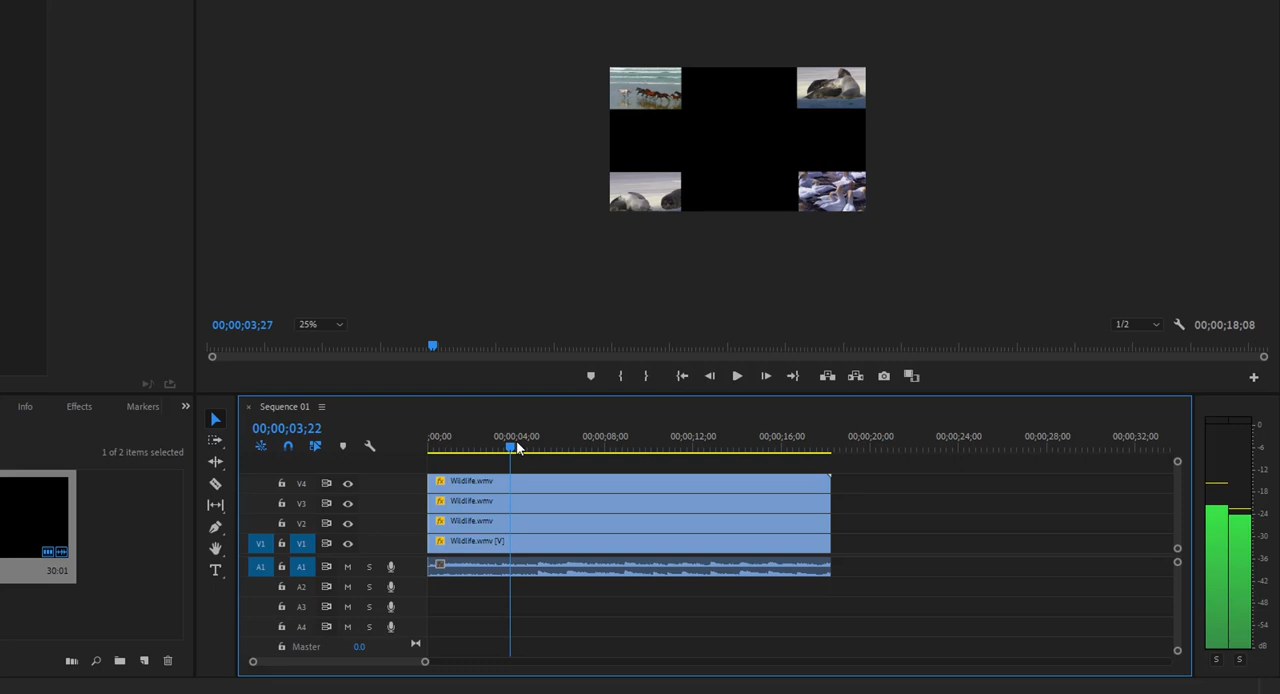 00;00;03;27
25%
1/2
00;00;18;08
Info
Effects
Markers
Sequence 01
00;00;03;22
1 of 2 items selected
;00;00
00;00;04;00
00;00;08;00
00;00;12;00
00;00;16;00
00;00;20;00
00;00;24;00
00;00;28;00
00;00;32;00
V4
fx Wildlife.wmv
V3
fx Wildlife.wmv
V2
fx Wildlife.wmv
V1
V1
fx Wildlife.wmv [V]
A1
A1
M
S
A2
M
S
A3
M
S
A4
M
S
Master
0.0
30:01
0
-6
-12
-18
-24
-30
-36
-42
-48
-54
dB
S
S